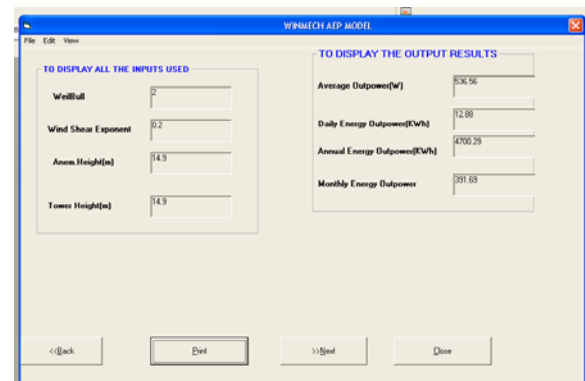 WINMECH AEP MODEL
File Edit View
TO DISPLAY ALL THE INPUTS USED
WeilBull 2
Wind Shear Exponent 0.2
Anem.Height(m) 14.9
Tower Height(m) 14.9
TO DISPLAY THE OUTPUT RESULTS
Average Outpower(W) 536.56
Daily Energy Outpower(KWh) 12.88
Annual Energy Outpower(KWh) 4700.29
Monthly Energy Outpower 391.69
<<Back Print >>Next Close